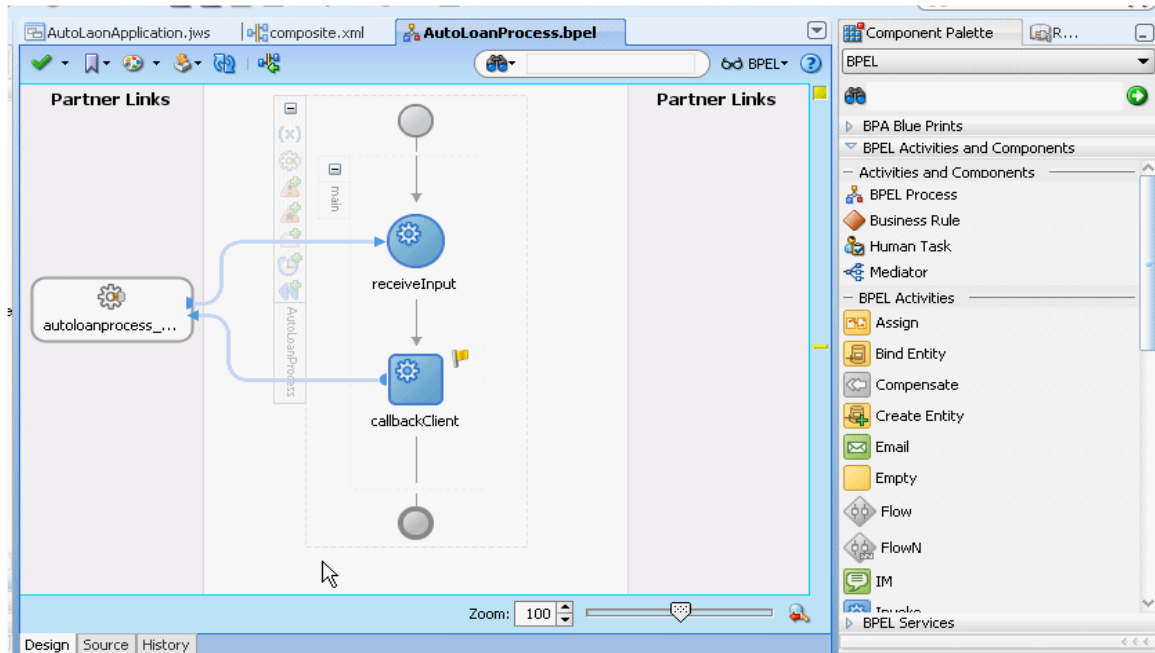 AutoLaonApplication.jws composite.xml AutoLoanProcess.bpel
BPEL
Partner Links Partner Links
main
receiveInput
autoloanprocess_...
AutoLoanProcess
callbackClient
Zoom: 100
Design Source History
Component Palette R...
BPEL
BPA Blue Prints
BPEL Activities and Components
Activities and Components
BPEL Process
Business Rule
Human Task
Mediator
BPEL Activities
Assign
Bind Entity
Compensate
Create Entity
Email
Empty
Flow
FlowN
IM
Invoke
BPEL Services